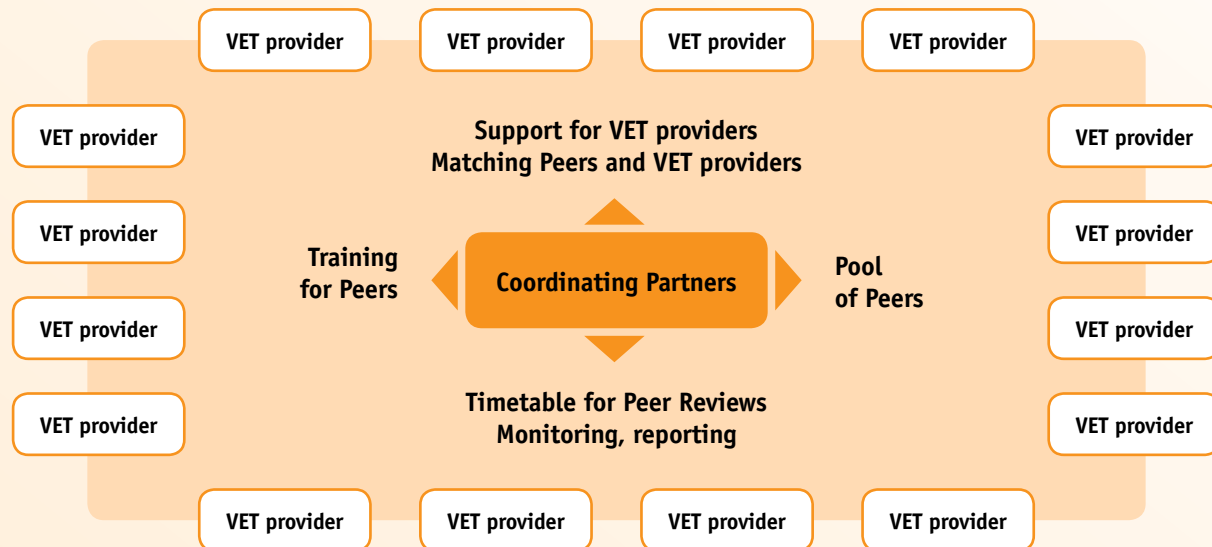 VET provider
VET provider
VET provider
VET provider
VET provider
VET provider
Support for VET providers
Matching Peers and VET providers
VET provider
VET provider
Training
for Peers
Coordinating Partners
Pool
of Peers
VET provider
VET provider
VET provider
VET provider
Timetable for Peer Reviews
Monitoring, reporting
VET provider
VET provider
VET provider
VET provider